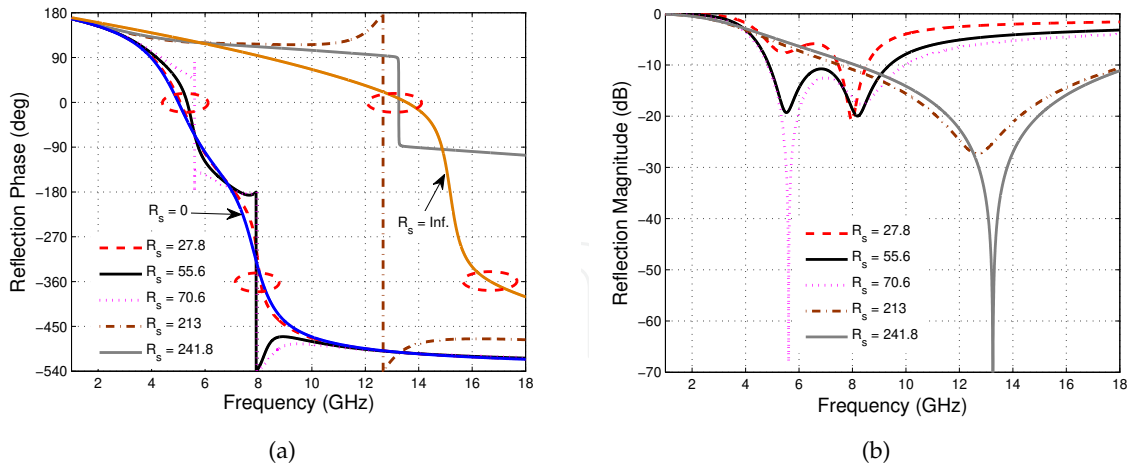 180
90
0
−90
−180
−270
−360
−450
−540
Reflection Phase (deg)
R_s = 0
R_s = Inf.
R_s = 27.8
R_s = 55.6
R_s = 70.6
R_s = 213
R_s = 241.8
2 4 6 8 10 12 14 16 18
Frequency (GHz)
(a)
0
−10
−20
−30
−40
−50
−60
−70
Reflection Magnitude (dB)
R_s = 27.8
R_s = 55.6
R_s = 70.6
R_s = 213
R_s = 241.8
2 4 6 8 10 12 14 16 18
Frequency (GHz)
(b)